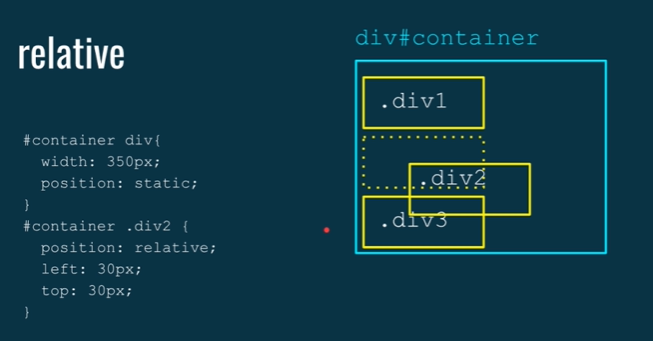 relative
#container div{
width: 350px;
position: static;
}
#container .div2 {
position: relative;
left: 30px;
top: 30px;
}
div#container
.div1
.div2
.div3